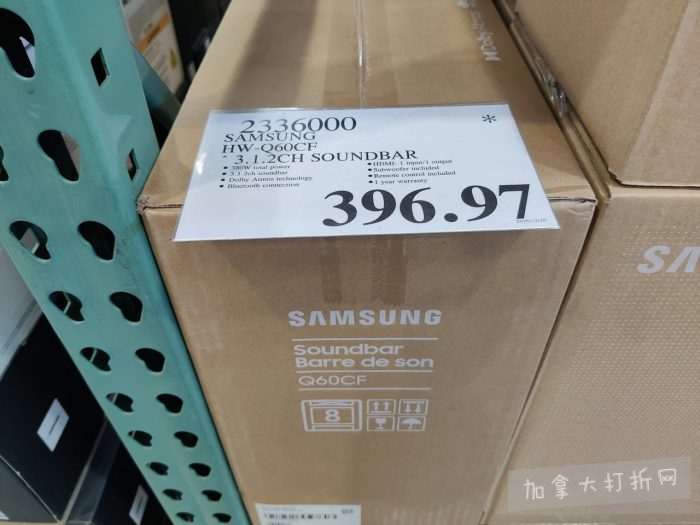 2336000 *
SAMSUNG
HW-Q60CF
* 3.1.2CH SOUNDBAR
• 380W total power
• 3.1.2ch soundbar
• Dolby Atmos technology
• Bluetooth connection
• HDMI: 1 input/1 output
• Subwoofer included
• Remote control included
• 1 year warranty
396.97
SAMSUNG
Soundbar
Barre de son
Q60CF
8
SA
加拿大打折网